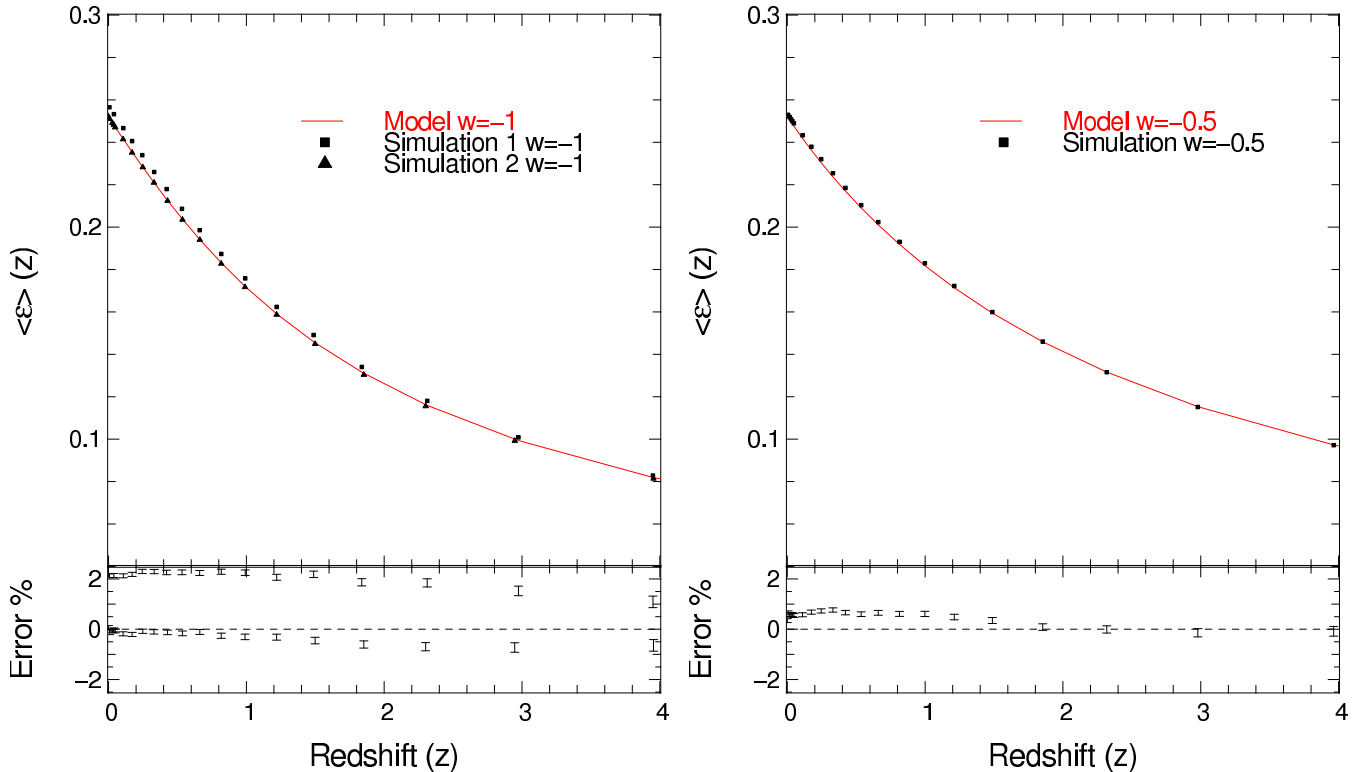 0.3
0.2
0.1
<ε> (z)
Model w=−1
Simulation 1 w=−1
Simulation 2 w=−1
2
0
−2
Error %
0 1 2 3 4
Redshift (z)
0.3
0.2
0.1
<ε> (z)
Model w=−0.5
Simulation w=−0.5
2
0
−2
Error %
0 1 2 3 4
Redshift (z)